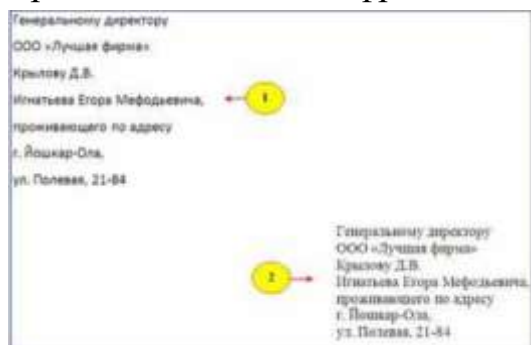 Генеральному директору
ООО «Лучшая фирма»
Крылову Д.В.
Игнатьева Егора Мефодьевича,
проживающего по адресу
г. Йошкар-Ола,
ул. Полевая, 21-84
1
2
Генеральному директору
ООО «Лучшая фирма»
Крылову Д.В.
Игнатьева Егора Мефодьевича,
проживающего по адресу
г. Йошкар-Ола,
ул. Полевая, 21-84